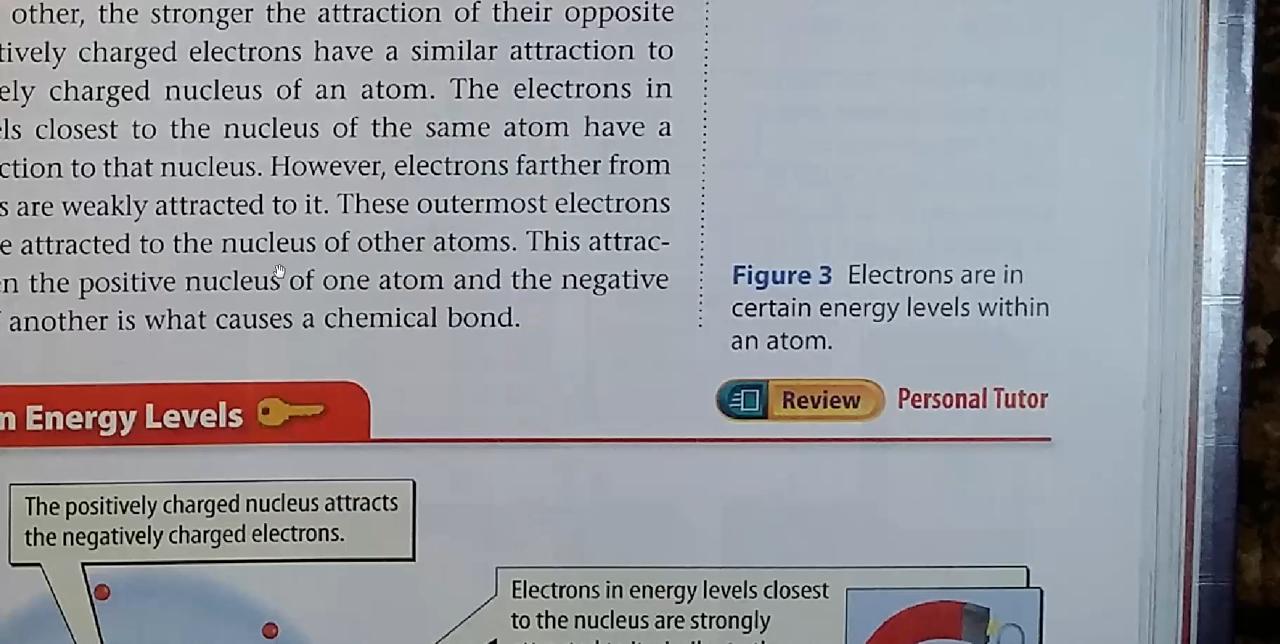 other, the stronger the attraction of their opposite
tively charged electrons have a similar attraction to
ely charged nucleus of an atom. The electrons in
ls closest to the nucleus of the same atom have a
ction to that nucleus. However, electrons farther from
s are weakly attracted to it. These outermost electrons
e attracted to the nucleus of other atoms. This attrac-
n the positive nucleus of one atom and the negative
another is what causes a chemical bond.
Figure 3 Electrons are in
certain energy levels within
an atom.
Review Personal Tutor
n Energy Levels
The positively charged nucleus attracts
the negatively charged electrons.
Electrons in energy levels closest
to the nucleus are strongly